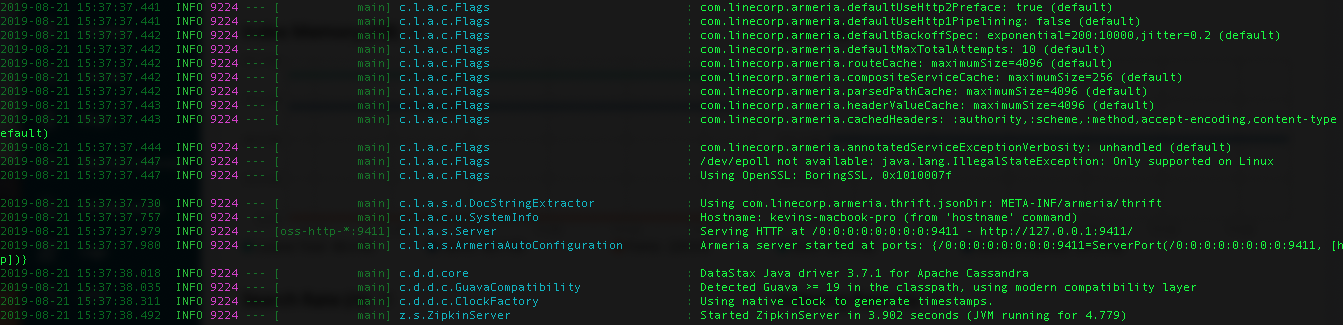 2019-08-21 15:37:37.441  INFO 9224 --- [           main] c.l.a.c.Flags                            : com.linecorp.armeria.defaultUseHttp2Preface: true (default)
2019-08-21 15:37:37.441  INFO 9224 --- [           main] c.l.a.c.Flags                            : com.linecorp.armeria.defaultUseHttp1Pipelining: false (default)
2019-08-21 15:37:37.442  INFO 9224 --- [           main] c.l.a.c.Flags                            : com.linecorp.armeria.defaultBackoffSpec: exponential=200:10000,jitter=0.2 (default)
2019-08-21 15:37:37.442  INFO 9224 --- [           main] c.l.a.c.Flags                            : com.linecorp.armeria.defaultMaxTotalAttempts: 10 (default)
2019-08-21 15:37:37.442  INFO 9224 --- [           main] c.l.a.c.Flags                            : com.linecorp.armeria.routeCache: maximumSize=4096 (default)
2019-08-21 15:37:37.442  INFO 9224 --- [           main] c.l.a.c.Flags                            : com.linecorp.armeria.compositeServiceCache: maximumSize=256 (default)
2019-08-21 15:37:37.442  INFO 9224 --- [           main] c.l.a.c.Flags                            : com.linecorp.armeria.parsedPathCache: maximumSize=4096 (default)
2019-08-21 15:37:37.443  INFO 9224 --- [           main] c.l.a.c.Flags                            : com.linecorp.armeria.headerValueCache: maximumSize=4096 (default)
2019-08-21 15:37:37.443  INFO 9224 --- [           main] c.l.a.c.Flags                            : com.linecorp.armeria.cachedHeaders: :authority,:scheme,:method,accept-encoding,content-type
efault)
2019-08-21 15:37:37.444  INFO 9224 --- [           main] c.l.a.c.Flags                            : com.linecorp.armeria.annotatedServiceExceptionVerbosity: unhandled (default)
2019-08-21 15:37:37.447  INFO 9224 --- [           main] c.l.a.c.Flags                            : /dev/epoll not available: java.lang.IllegalStateException: Only supported on Linux
2019-08-21 15:37:37.447  INFO 9224 --- [           main] c.l.a.c.Flags                            : Using OpenSSL: BoringSSL, 0x1010007f
2019-08-21 15:37:37.730  INFO 9224 --- [           main] c.l.a.s.d.DocStringExtractor             : Using com.linecorp.armeria.thrift.jsonDir: META-INF/armeria/thrift
2019-08-21 15:37:37.757  INFO 9224 --- [           main] c.l.a.c.u.SystemInfo                     : Hostname: kevins-macbook-pro (from 'hostname' command)
2019-08-21 15:37:37.979  INFO 9224 --- [oss-http-*:9411] c.l.a.s.Server                           : Serving HTTP at /0:0:0:0:0:0:0:0:9411 - http://127.0.0.1:9411/
2019-08-21 15:37:37.980  INFO 9224 --- [           main] c.l.a.s.ArmeriaAutoConfiguration         : Armeria server started at ports: {/0:0:0:0:0:0:0:0:9411=ServerPort(/0:0:0:0:0:0:0:0:9411, [h
p])}
2019-08-21 15:37:38.018  INFO 9224 --- [           main] c.d.d.core                               : DataStax Java driver 3.7.1 for Apache Cassandra
2019-08-21 15:37:38.035  INFO 9224 --- [           main] c.d.d.c.GuavaCompatibility               : Detected Guava >= 19 in the classpath, using modern compatibility layer
2019-08-21 15:37:38.311  INFO 9224 --- [           main] c.d.d.c.ClockFactory                     : Using native clock to generate timestamps.
2019-08-21 15:37:38.492  INFO 9224 --- [           main] z.s.ZipkinServer                         : Started ZipkinServer in 3.902 seconds (JVM running for 4.779)